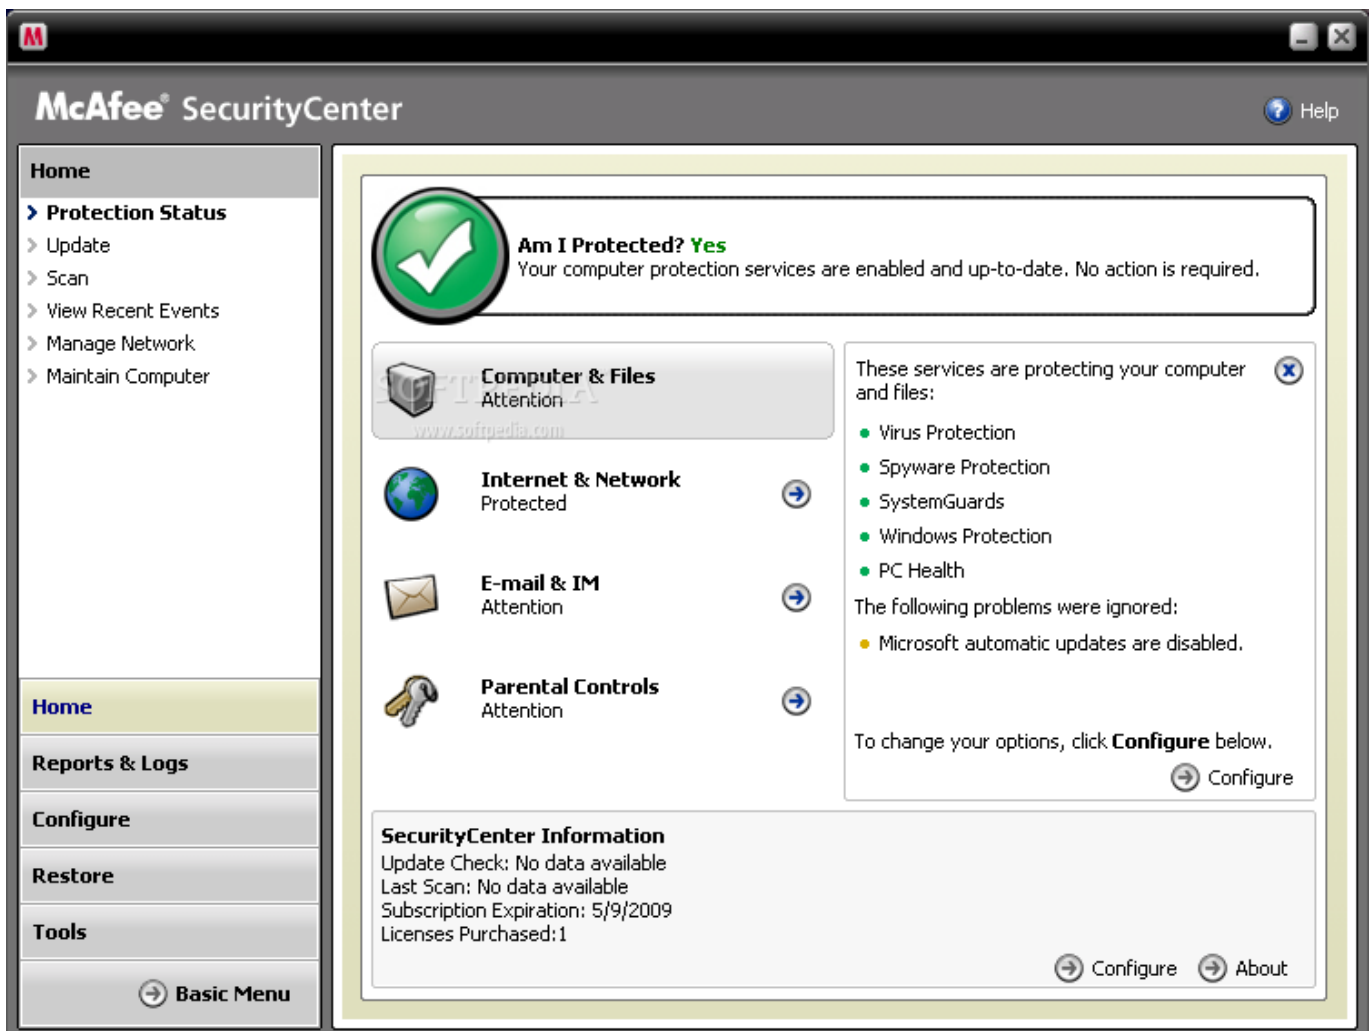 McAfee® SecurityCenter
Help
Home
Protection Status
Update
Scan
View Recent Events
Manage Network
Maintain Computer
Home
Reports & Logs
Configure
Restore
Tools
Basic Menu
Am I Protected? Yes
Your computer protection services are enabled and up-to-date. No action is required.
Computer & Files
Attention
SOFTPEDIA
www.softpedia.com
Internet & Network
Protected
E-mail & IM
Attention
Parental Controls
Attention
These services are protecting your computer
and files:
Virus Protection
Spyware Protection
SystemGuards
Windows Protection
PC Health
The following problems were ignored:
Microsoft automatic updates are disabled.
To change your options, click Configure below.
Configure
SecurityCenter Information
Update Check: No data available
Last Scan: No data available
Subscription Expiration: 5/9/2009
Licenses Purchased:1
Configure
About